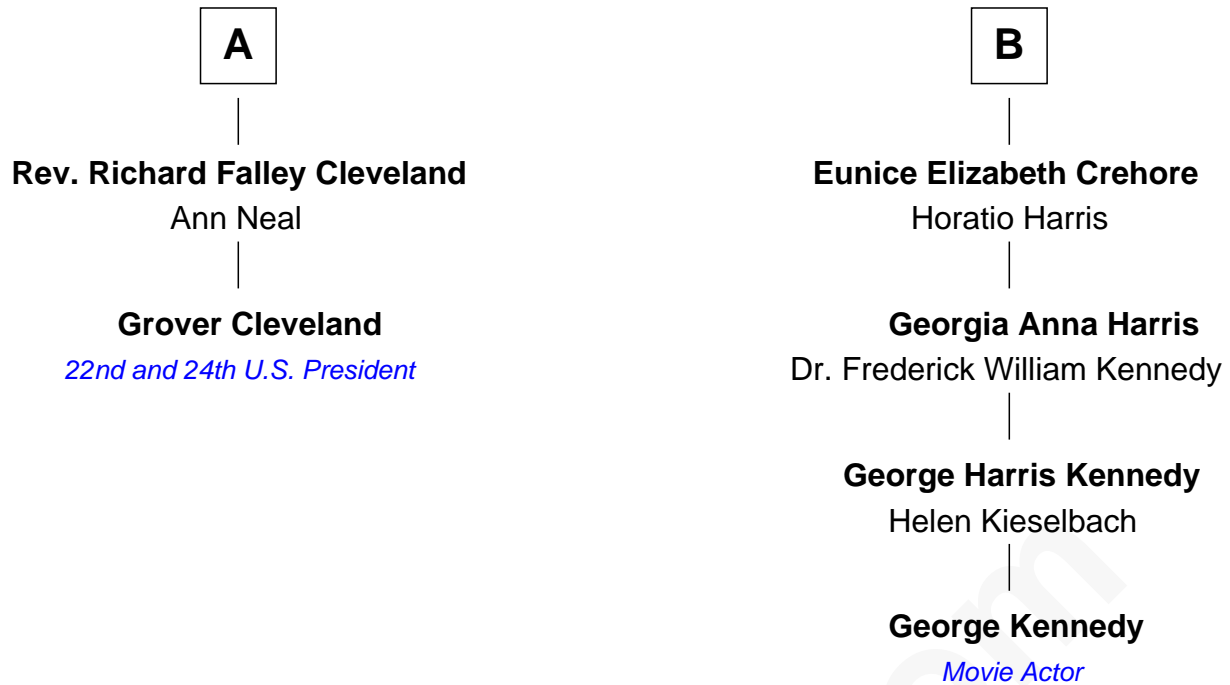 A
Rev. Richard Falley Cleveland
Ann Neal
Grover Cleveland
22nd and 24th U.S. President
B
Eunice Elizabeth Crehore
Horatio Harris
Georgia Anna Harris
Dr. Frederick William Kennedy
George Harris Kennedy
Helen Kieselbach
George Kennedy
Movie Actor